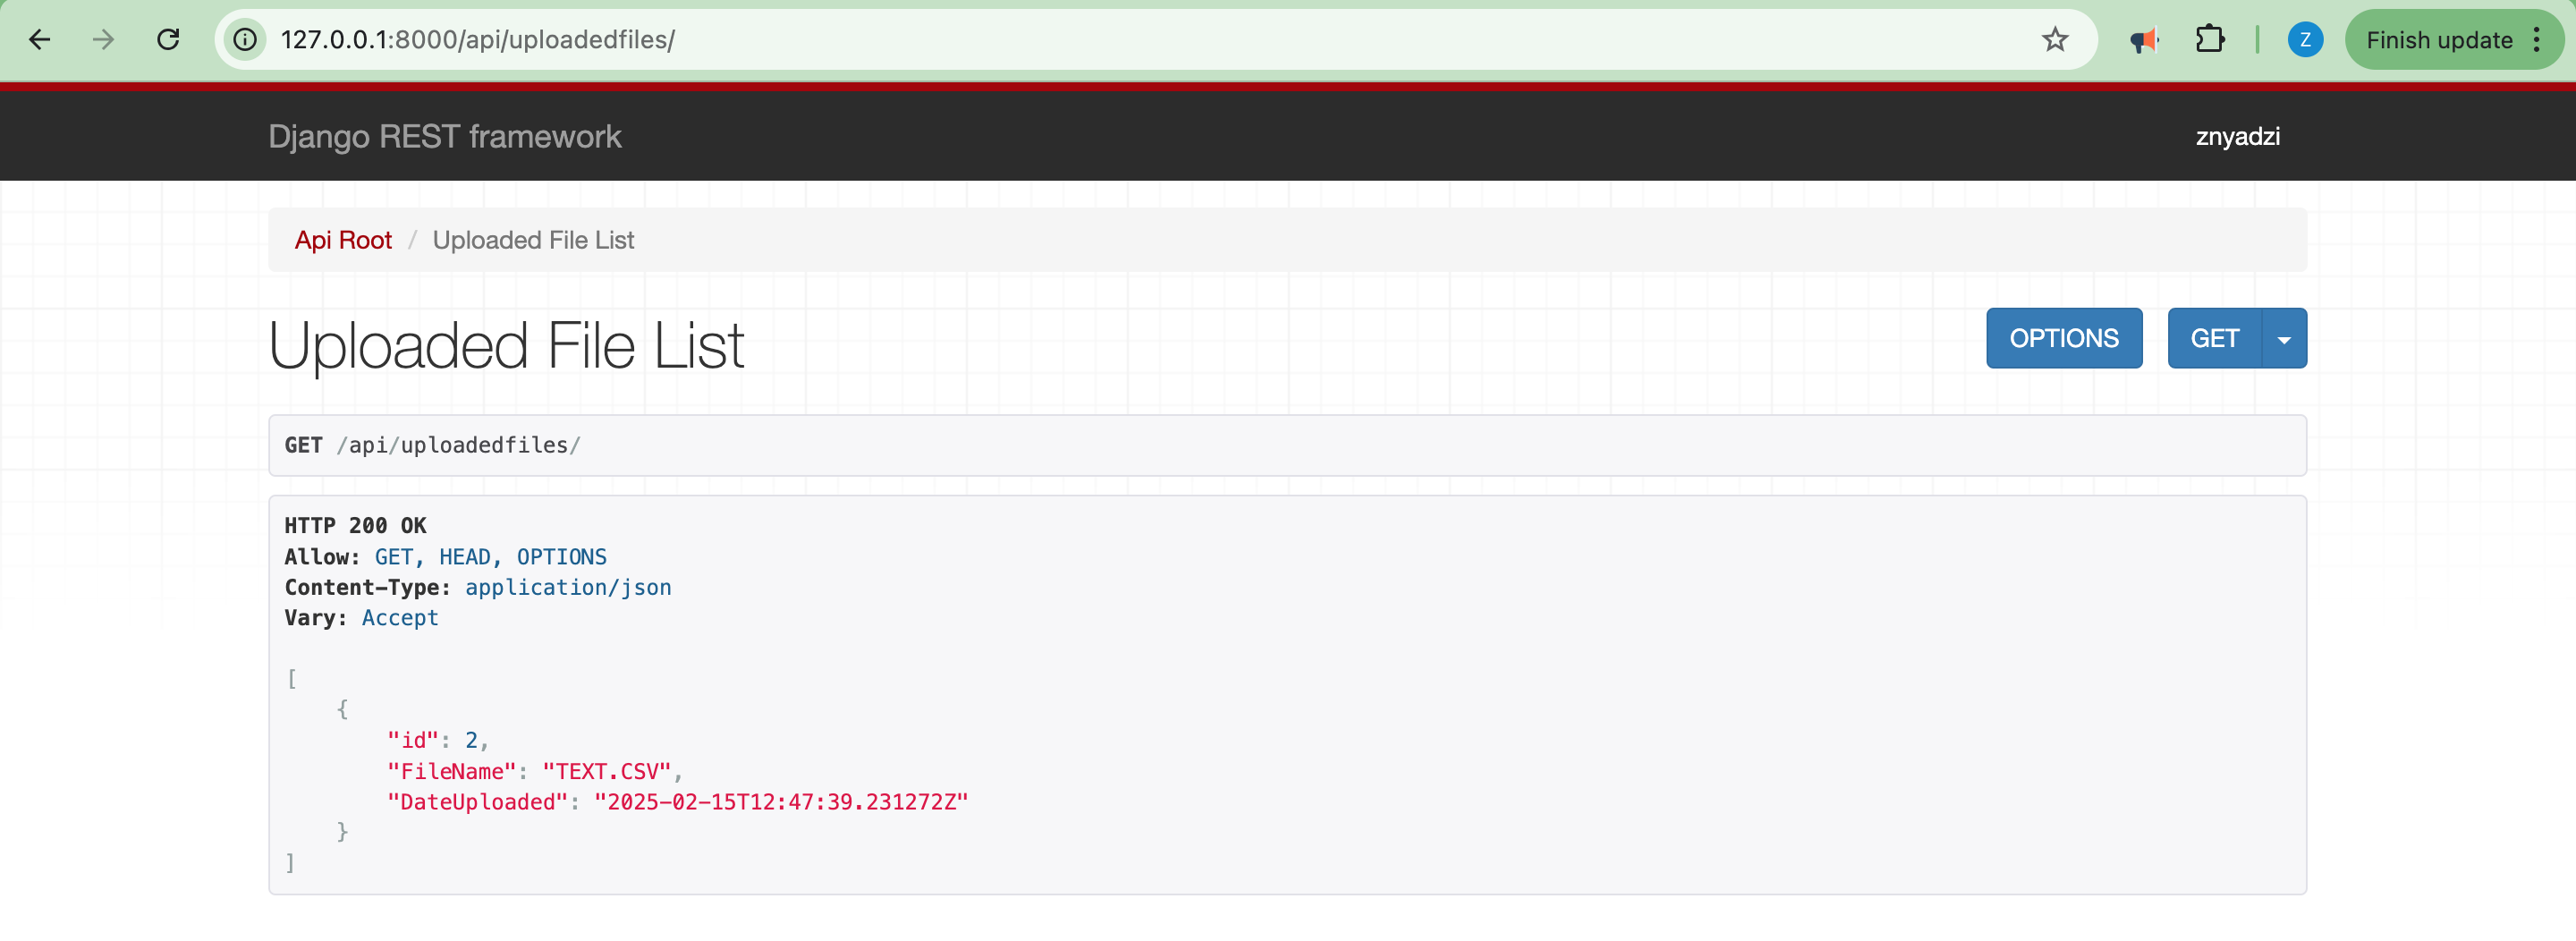 127.0.0.1:8000/api/uploadedfiles/
Z
Finish update
Django REST framework
znyadzi
Api Root / Uploaded File List
Uploaded File List
OPTIONS
GET
GET /api/uploadedfiles/
HTTP 200 OK
Allow: GET, HEAD, OPTIONS
Content-Type: application/json
Vary: Accept
[
    {
        "id": 2,
        "FileName": "TEXT.CSV",
        "DateUploaded": "2025-02-15T12:47:39.231272Z"
    }
]